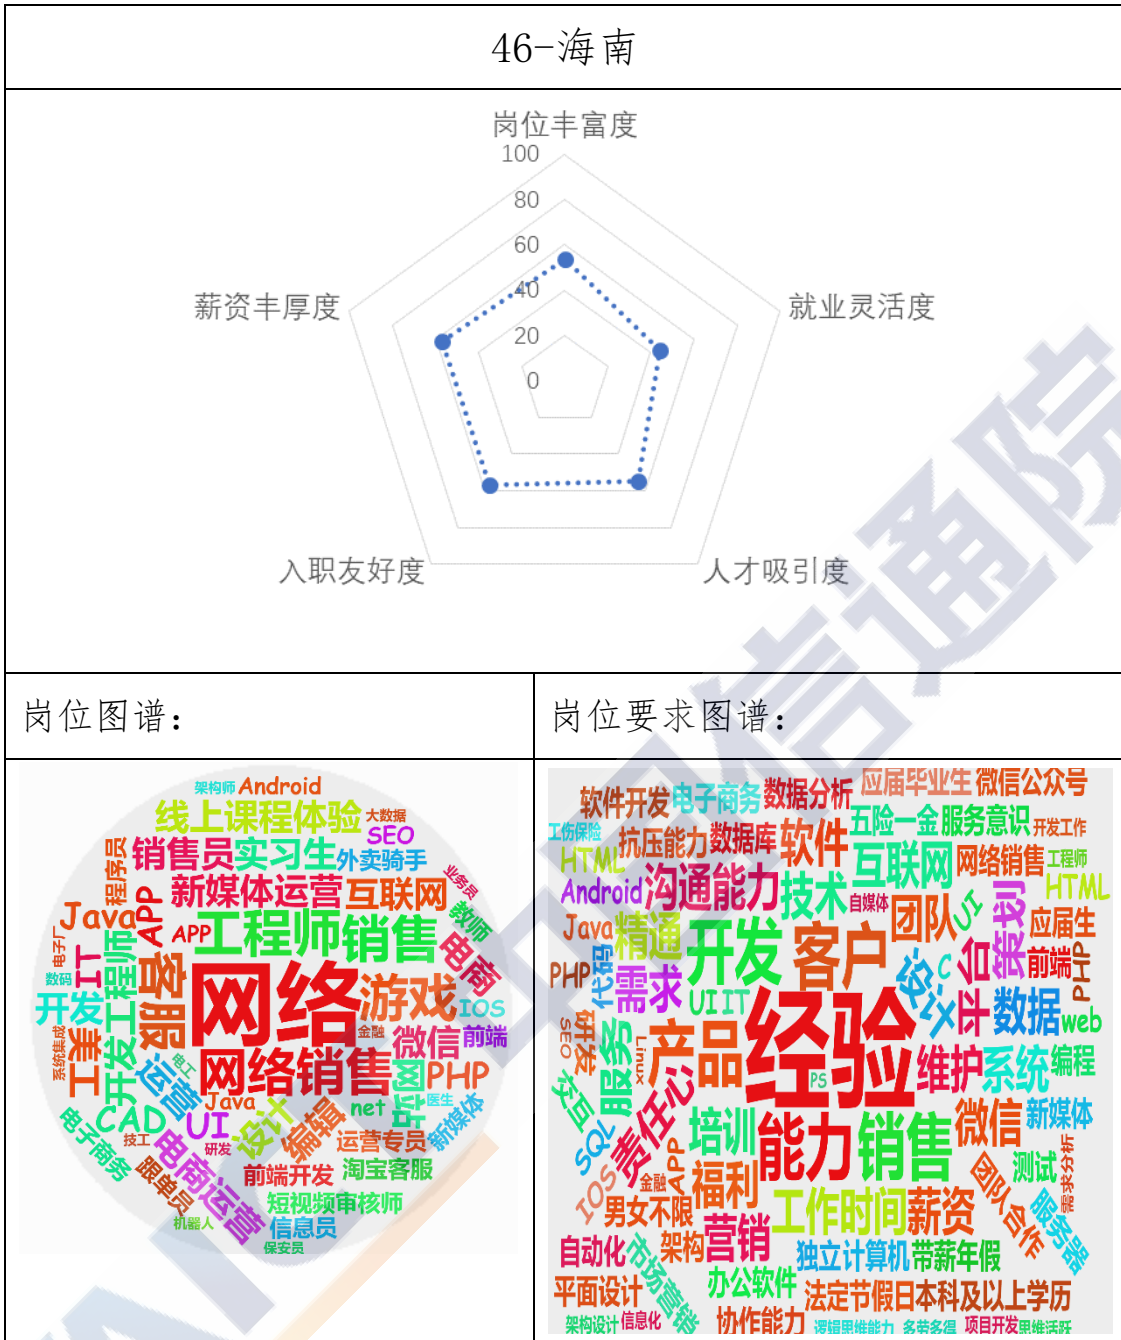 46-海南
岗位丰富度
100
80
60
40
20
0
薪资丰厚度
就业灵活度
入职友好度
人才吸引度
岗位图谱：
岗位要求图谱：
架构师 Android
线上课程体验 大数据
SEO
程序员 销售员 实习生 外卖骑手
业务员
APP 新媒体运营 互联网
Java APP 工程师 销售 教师
电子厂 IT 电商
数码 客服 网络 游戏 IOS
开发 开发工程师 金融 微信 前端
系统集成 美工 网络销售 网站 PHP
电工 运营 Java 设计 编辑 net 医生
CAD UI 运营专员 新媒体
电子商务 技工 研发
电商运营 前端开发 淘宝客服
跟单员 短视频审核师
机器人 信息员
保安员
应届毕业生 微信公众号
软件开发 电子商务 数据分析
工伤保险 抗压能力 数据库 软件 五险一金 服务意识 开发工作
HTML 互联网 网络销售 工程师
Android 沟通能力 技术 自媒体 HTML
Java 精通 开发 客户 团队 UI 策划 应届生
PHP 代码 需求 UI IT 设计 C 平台 前端 PHP
SEO 研发 服务 Linux 产品 经验 数据 web
PS 维护 系统 编程
交互 SQL 责任心 培训 能力 销售 微信 新媒体
IOS 金融 APP 福利 团队合作 测试 需求分析
男女不限 工作时间 薪资 服务器
自动化 市场营销 架构 营销 独立 计算机 带薪年假
平面设计 办公软件 法定节假日 本科及以上学历
架构设计 信息化 协作能力 逻辑思维能力 多劳多得 项目开发 思维活跃
中国信通院